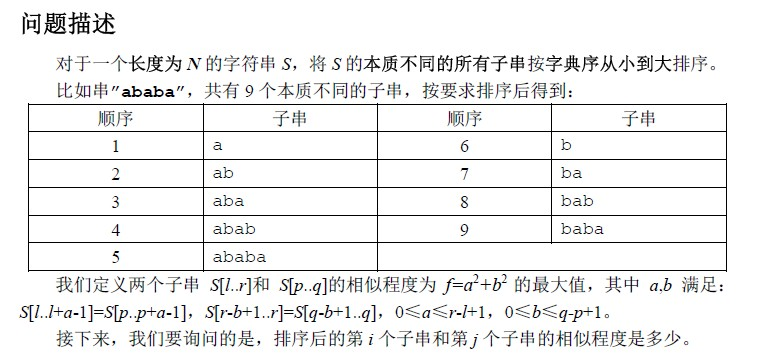 问题描述
对于一个长度为 N 的字符串 S，将 S 的本质不同的所有子串按字典序从小到大排序。
比如串"ababa"，共有 9 个本质不同的子串，按要求排序后得到：
顺序 子串 顺序 子串
1 a 6 b
2 ab 7 ba
3 aba 8 bab
4 abab 9 baba
5 ababa
我们定义两个子串 S[l..r]和 S[p..q]的相似程度为 f=a²+b² 的最大值，其中 a,b 满足：
S[l..l+a-1]=S[p..p+a-1]，S[r-b+1..r]=S[q-b+1..q]，0≤a≤r-l+1，0≤b≤q-p+1。
接下来，我们要询问的是，排序后的第 i 个子串和第 j 个子串的相似程度是多少。